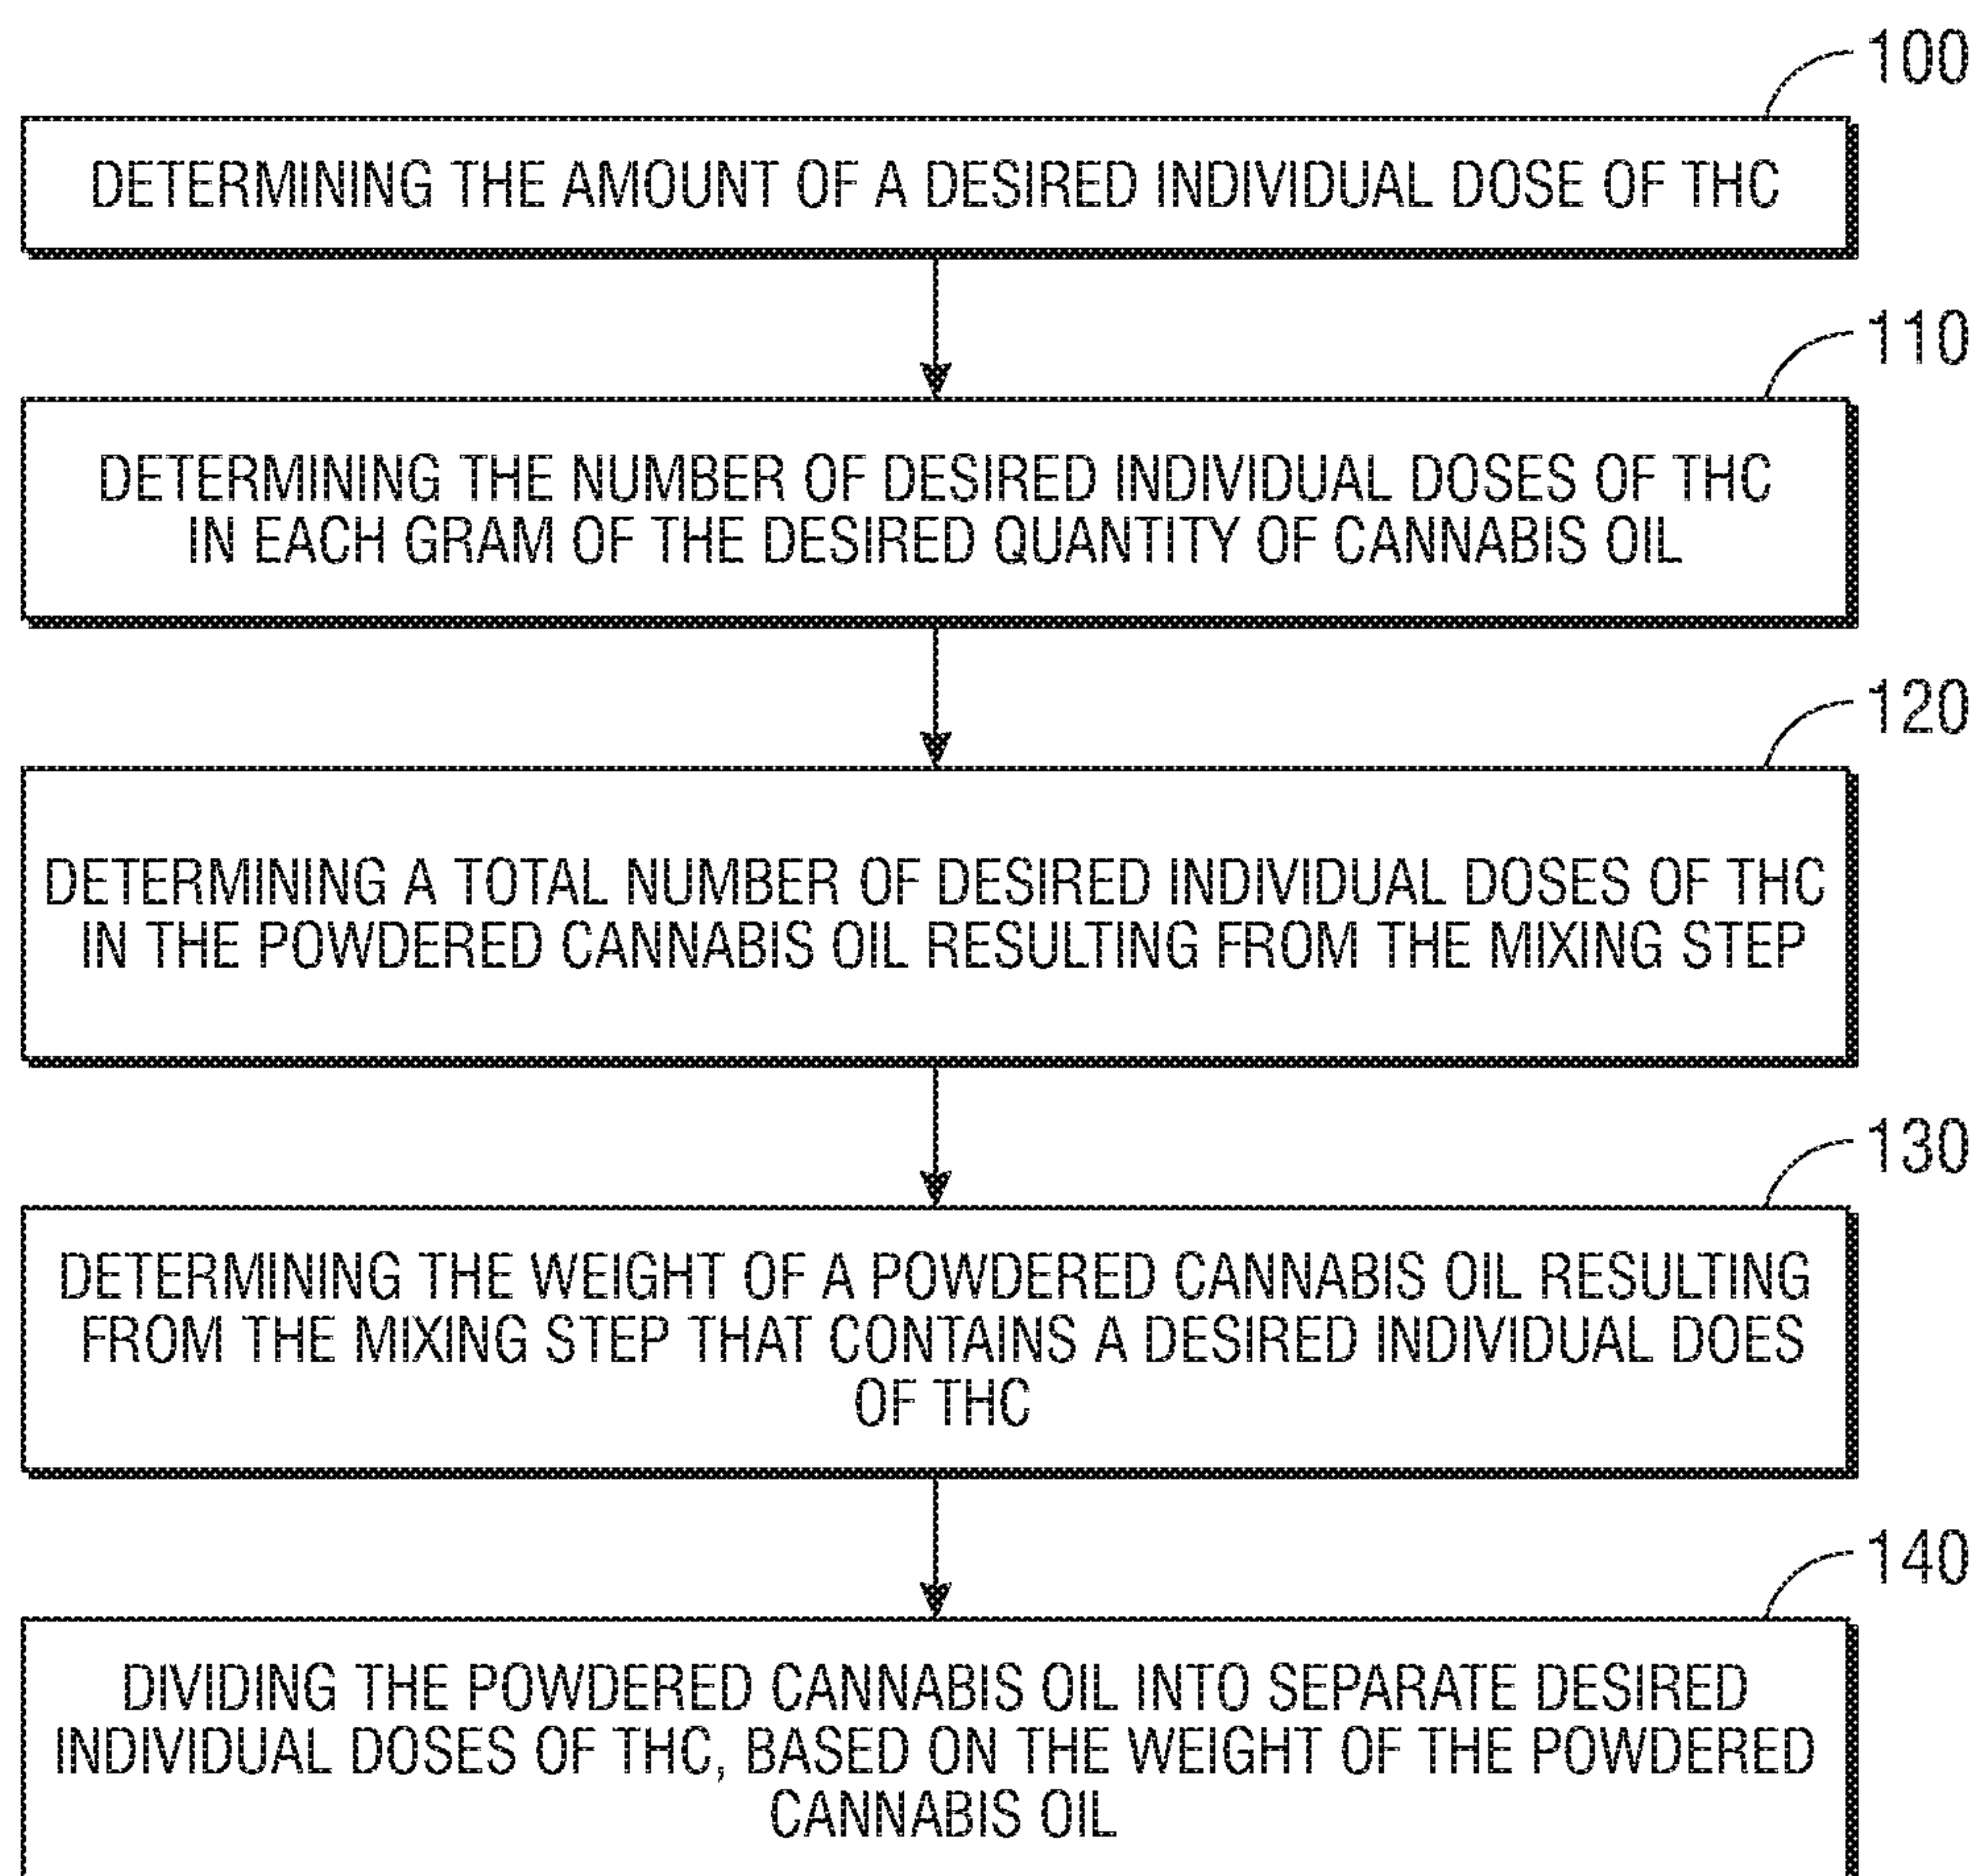 100
DETERMINING THE AMOUNT OF A DESIRED INDIVIDUAL DOSE OF THC
110
DETERMINING THE NUMBER OF DESIRED INDIVIDUAL DOSES OF THC
IN EACH GRAM OF THE DESIRED QUANTITY OF CANNABIS OIL
120
DETERMINING A TOTAL NUMBER OF DESIRED INDIVIDUAL DOSES OF THC
IN THE POWDERED CANNABIS OIL RESULTING FROM THE MIXING STEP
130
DETERMINING THE WEIGHT OF A POWDERED CANNABIS OIL RESULTING
FROM THE MIXING STEP THAT CONTAINS A DESIRED INDIVIDUAL DOES
OF THC
140
DIVIDING THE POWDERED CANNABIS OIL INTO SEPARATE DESIRED
INDIVIDUAL DOSES OF THC, BASED ON THE WEIGHT OF THE POWDERED
CANNABIS OIL